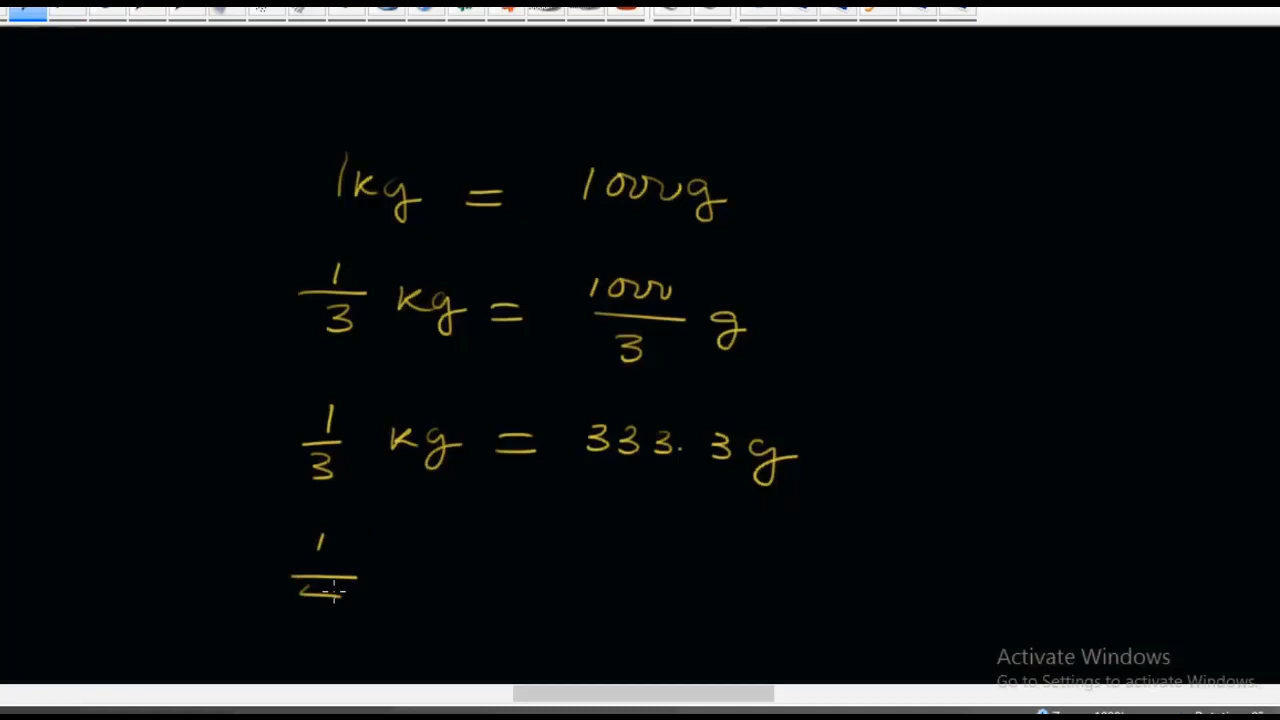 1kg = 1000g
1/3 kg = 1000/3 g
1/3 kg = 333.3g
1
Activate Windows
Go to Settings to activate Windows.